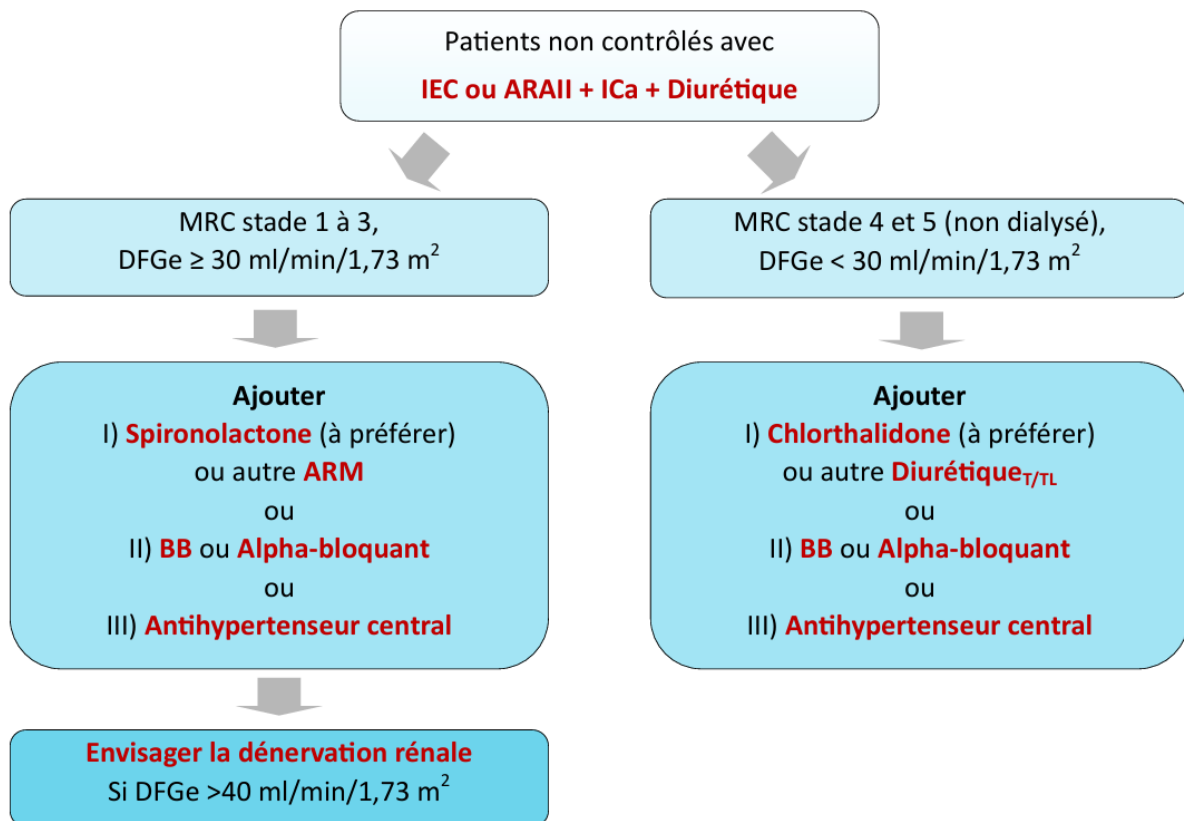 Patients non contrôlés avec
IEC ou ARAII + ICa + Diurétique
MRC stade 1 à 3,
DFGe ≥ 30 ml/min/1,73 m²
MRC stade 4 et 5 (non dialysé),
DFGe < 30 ml/min/1,73 m²
Ajouter
I) Spironolactone (à préférer)
ou autre ARM
ou
II) BB ou Alpha-bloquant
ou
III) Antihypertenseur central
Ajouter
I) Chlorthalidone (à préférer)
ou autre Diurétique T/TL
ou
II) BB ou Alpha-bloquant
ou
III) Antihypertenseur central
Envisager la dénervation rénale
Si DFGe >40 ml/min/1,73 m²